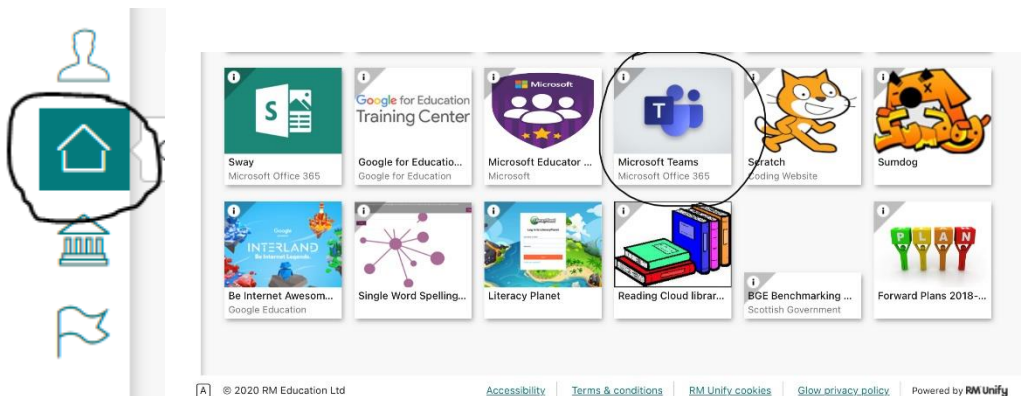 S
Google for Education
Training Center
Microsoft
T
Sway
Microsoft Office 365
Google for Educatio...
Google for Education
Microsoft Educator ...
Microsoft
Microsoft Teams
Microsoft Office 365
Scratch
Coding Website
Sumdog
Sumdog
Google
INTERLAND
Be Internet Legends.
PLAN
Be Internet Awesom...
Google Education
Single Word Spelling...
Literacy Planet
Reading Cloud librar...
BGE Benchmarking ...
Scottish Government
Forward Plans 2018-...
A © 2020 RM Education Ltd
Accessibility
Terms & conditions
RM Unify cookies
Glow privacy policy
Powered by RM Unify